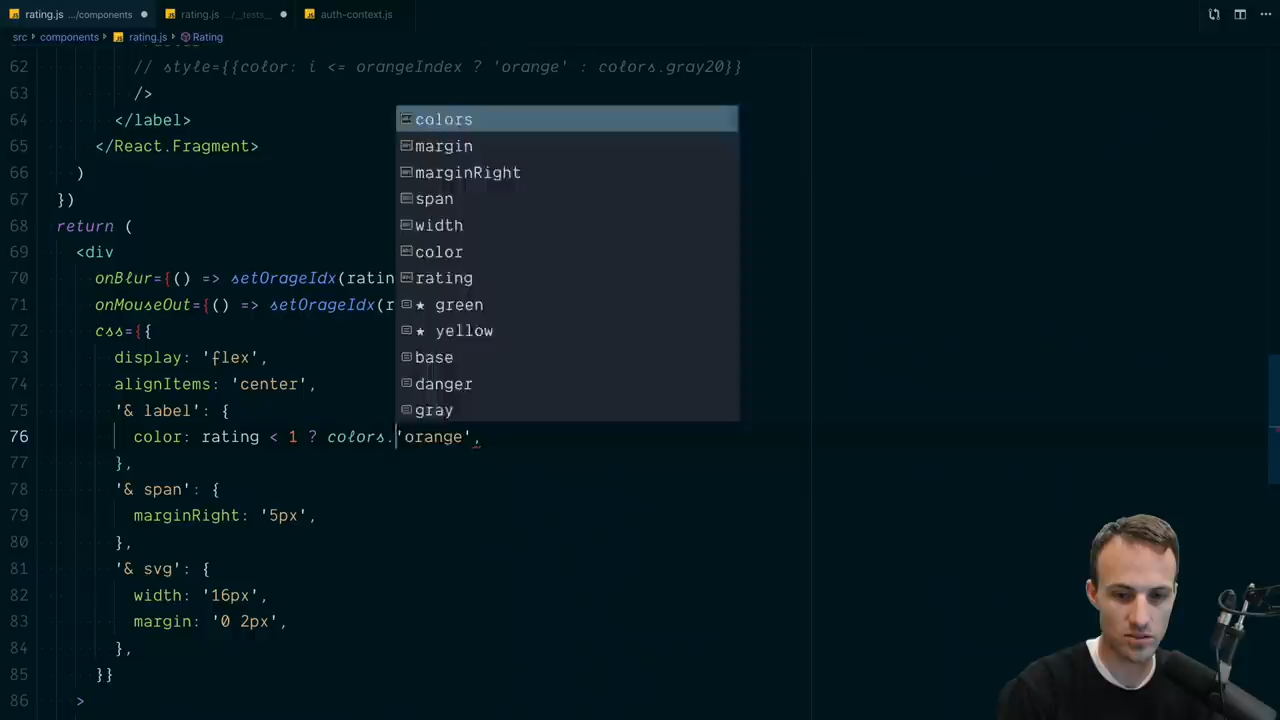 rating.js .../components
rating.js .../__tests__
auth-context.js
src components rating.js Rating
62 // style={{color: i <= orangeIndex ? 'orange' : colors.gray20}}
63 />
64 </label>
65 </React.Fragment>
66 )
67 })
68 return (
69 <div
70 onBlur={() => setOrageIdx(ratin
71 onMouseOut={() => setOrageIdx(r
72 css={{
73 display: 'flex',
74 alignItems: 'center',
75 '& label': {
76 color: rating < 1 ? colors.'orange',
77 },
78 '& span': {
79 marginRight: '5px',
80 },
81 '& svg': {
82 width: '16px',
83 margin: '0 2px',
84 },
85 }}
86 >
colors
margin
marginRight
span
width
color
rating
★ green
★ yellow
base
danger
gray